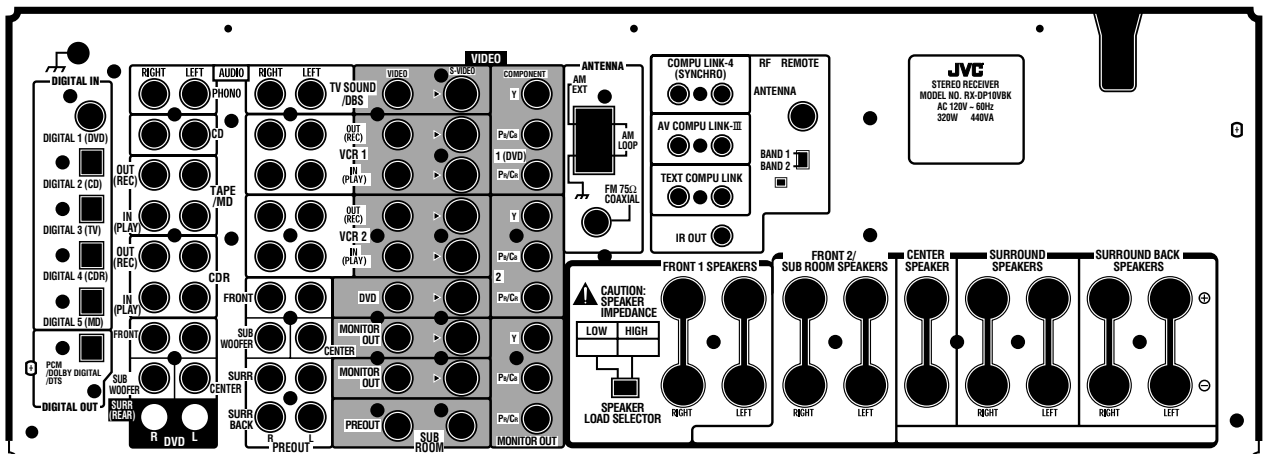 DIGITAL IN
DIGITAL 1 (DVD)
DIGITAL 2 (CD)
DIGITAL 3 (TV)
DIGITAL 4 (CDR)
DIGITAL 5 (MD)
PCM
/DOLBY DIGITAL
/DTS
DIGITAL OUT
RIGHT LEFT
AUDIO
RIGHT LEFT
PHONO
CD
OUT
(REC)
TAPE
/MD
IN
(PLAY)
OUT
(REC)
CDR
IN
(PLAY)
FRONT
SUB
WOOFER
CENTER
SURR
(REAR)
R L
DVD
FRONT
SUB
WOOFER
CENTER
SURR
SURR
BACK
R L
PREOUT
VIDEO
VIDEO
S-VIDEO
COMPONENT
TV SOUND
/DBS
OUT
(REC)
VCR 1
IN
(PLAY)
OUT
(REC)
VCR 2
IN
(PLAY)
DVD
MONITOR
OUT
MONITOR
OUT
PREOUT
SUB
ROOM
Y
PB/CB
1 (DVD)
PR/CR
Y
PB/CB
2
PR/CR
Y
PB/CB
PR/CR
MONITOR OUT
ANTENNA
AM
EXT
AM
LOOP
FM 75Ω
COAXIAL
COMPU LINK-4
(SYNCHRO)
AV COMPU LINK-III
TEXT COMPU LINK
IR OUT
RF REMOTE
ANTENNA
BAND 1
BAND 2
JVC
STEREO RECEIVER
MODEL NO. RX-DP10VBK
AC 120V ~ 60Hz
320W 440VA
CAUTION:
SPEAKER
IMPEDANCE
LOW HIGH
SPEAKER
LOAD SELECTOR
FRONT 1 SPEAKERS
RIGHT LEFT
FRONT 2/
SUB ROOM SPEAKERS
RIGHT LEFT
CENTER
SPEAKER
SURROUND
SPEAKERS
RIGHT LEFT
SURROUND BACK
SPEAKERS
RIGHT LEFT
⊕
⊖